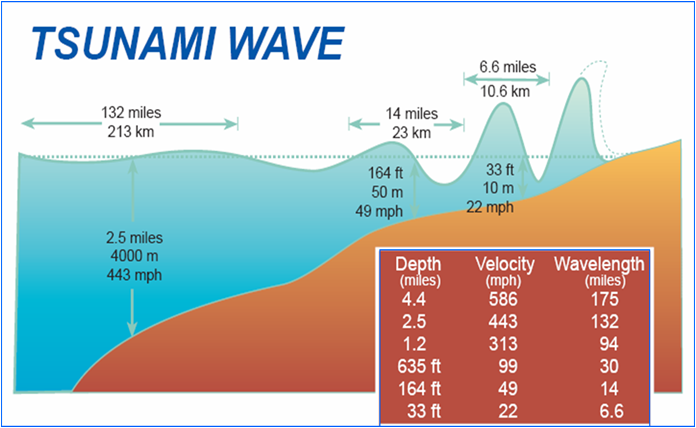 TSUNAMI WAVE
132 miles
213 km
14 miles
23 km
6.6 miles
10.6 km
2.5 miles
4000 m
443 mph
164 ft
50 m
49 mph
33 ft
10 m
22 mph
Depth Velocity Wavelength
(miles) (mph) (miles)
4.4 586 175
2.5 443 132
1.2 313 94
635 ft 99 30
164 ft 49 14
33 ft 22 6.6